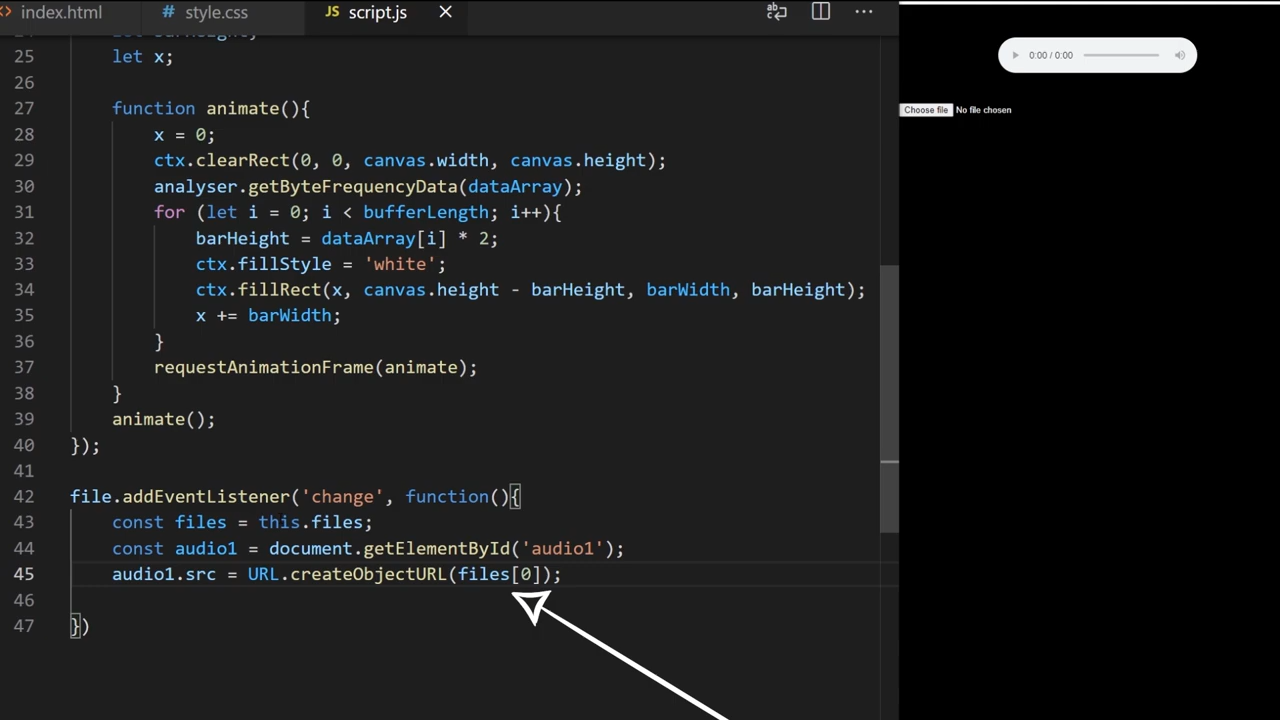 index.html
style.css
JS script.js
25 let x;
26
27 function animate(){
28 x = 0;
29 ctx.clearRect(0, 0, canvas.width, canvas.height);
30 analyser.getByteFrequencyData(dataArray);
31 for (let i = 0; i < bufferLength; i++){
32 barHeight = dataArray[i] * 2;
33 ctx.fillStyle = 'white';
34 ctx.fillRect(x, canvas.height - barHeight, barWidth, barHeight);
35 x += barWidth;
36 }
37 requestAnimationFrame(animate);
38 }
39 animate();
40 });
41
42 file.addEventListener('change', function(){
43 const files = this.files;
44 const audio1 = document.getElementById('audio1');
45 audio1.src = URL.createObjectURL(files[0]);
46
47 })
0:00 / 0:00
Choose file No file chosen